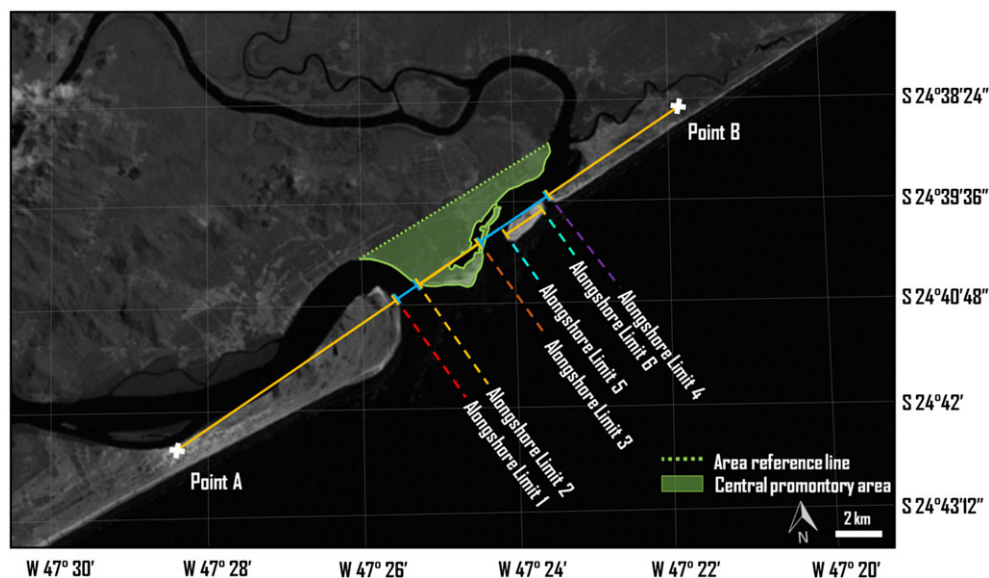 S 24°38'24"
Point B
S 24°39'36"
S 24°40'48"
Alongshore Limit 4
Alongshore Limit 6
Alongshore Limit 5
Alongshore Limit 3
Alongshore Limit 2
Alongshore Limit 1
S 24°42'
Point A
Area reference line
Central promontory area
S 24°43'12"
N
2 km
W 47° 30'
W 47° 28'
W 47° 26'
W 47° 24'
W 47° 22'
W 47° 20'